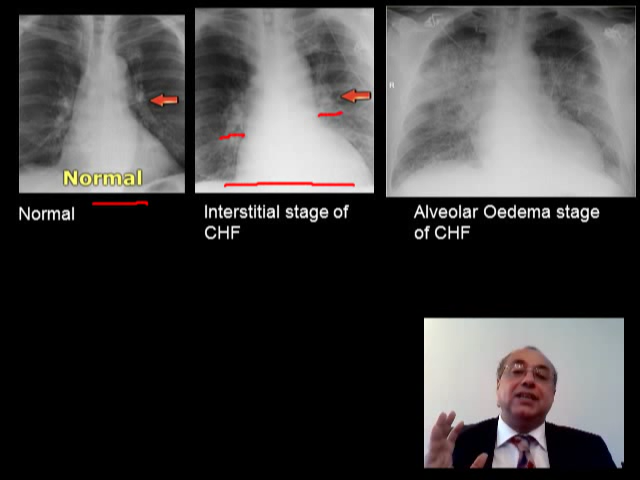 R
Normal
Normal
Interstitial stage of
CHF
Alveolar Oedema stage
of CHF